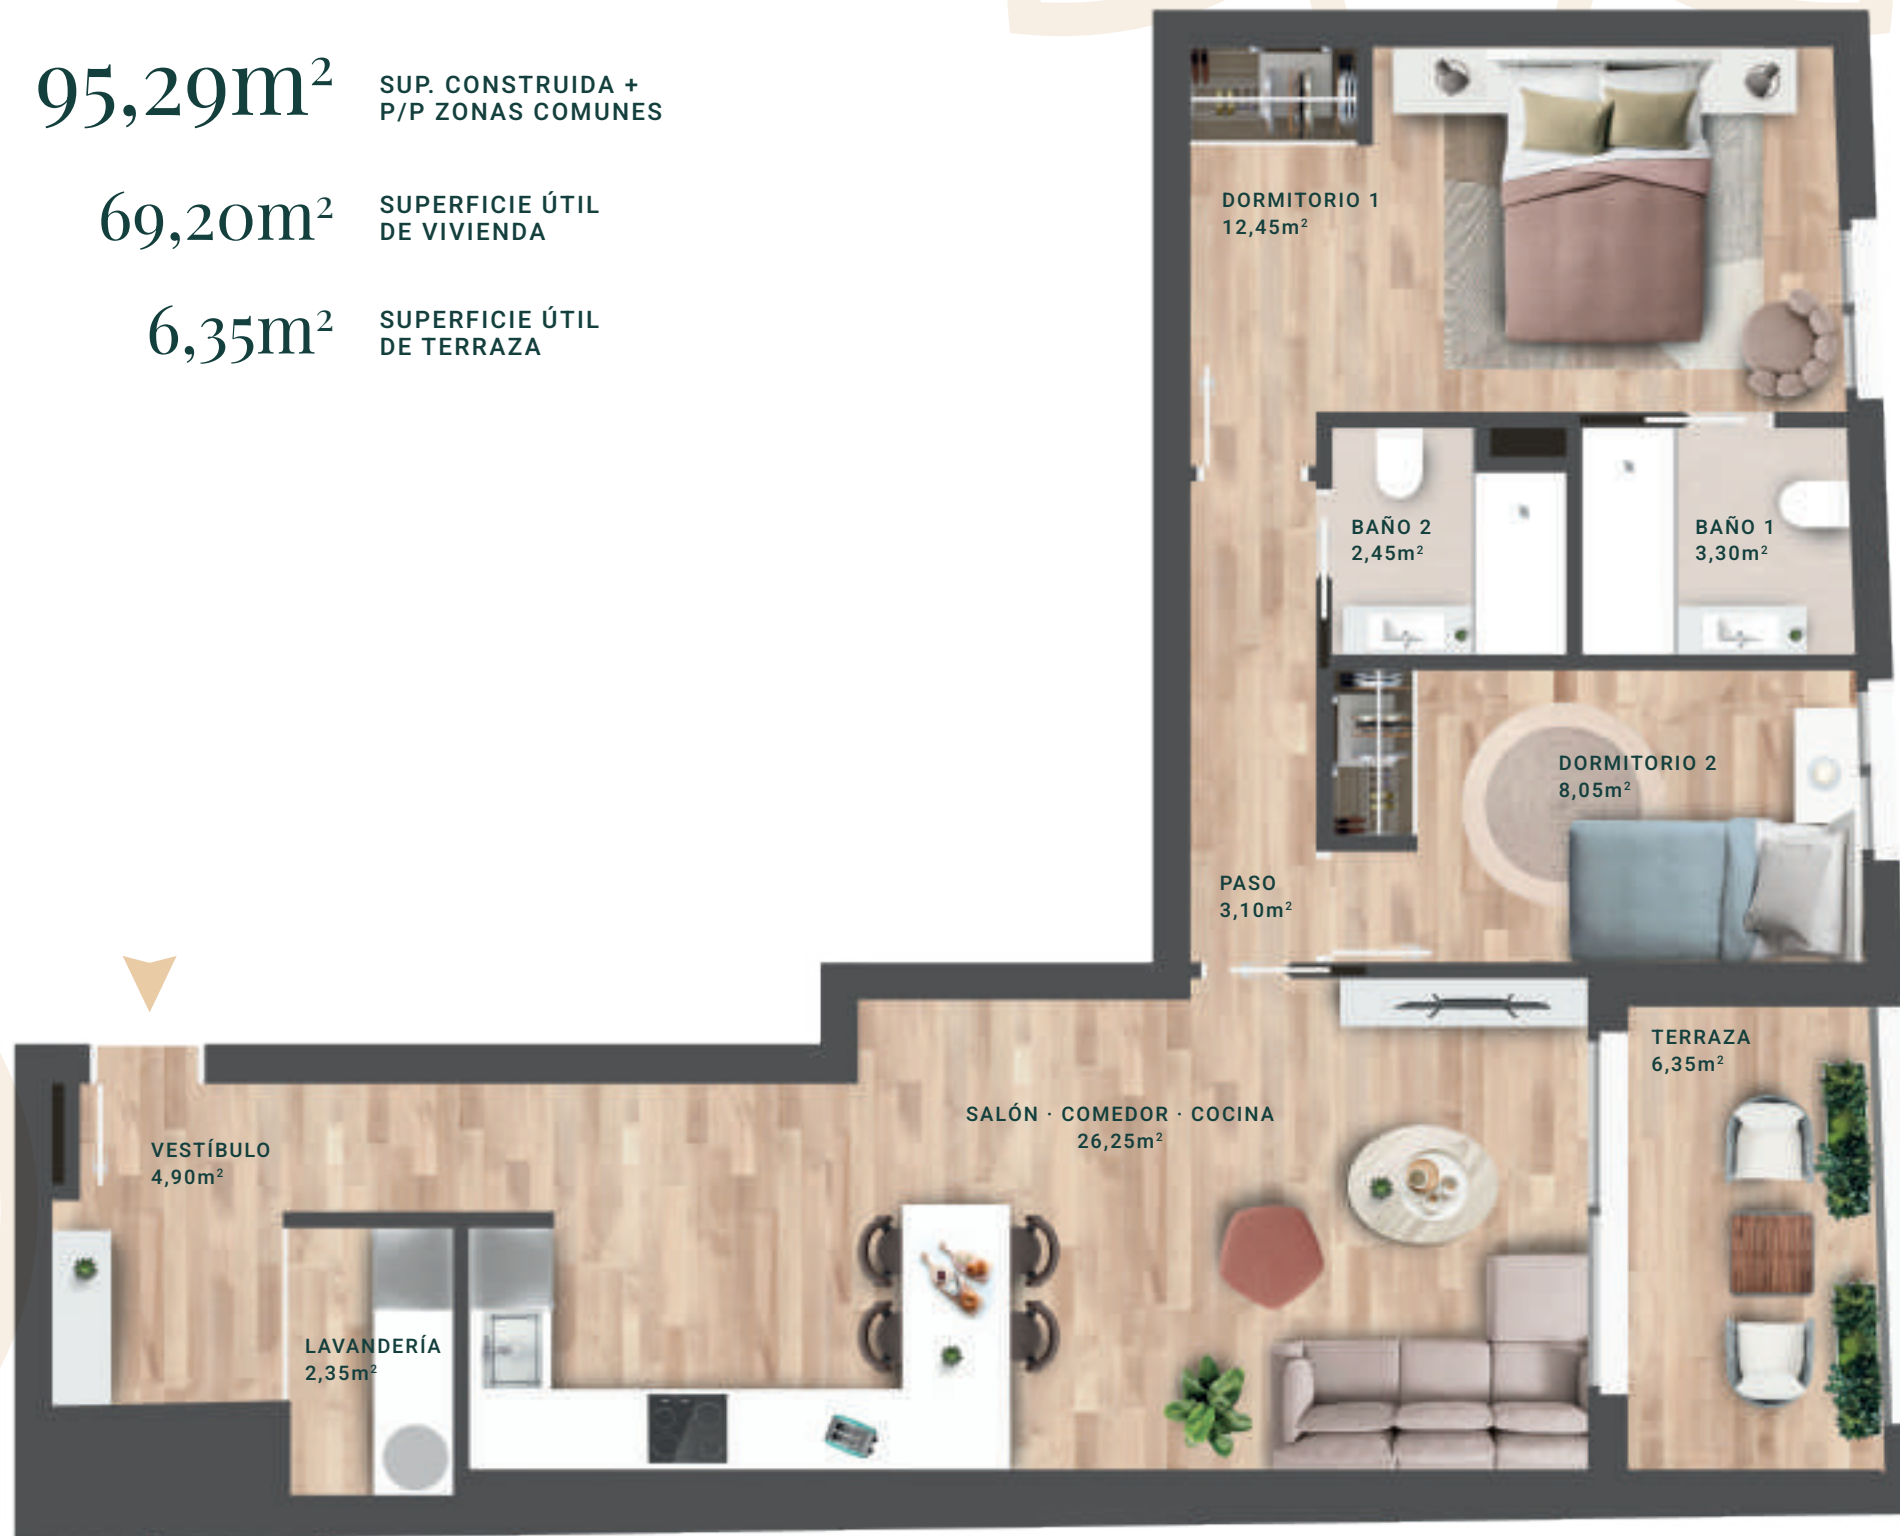 95,29m²
SUP. CONSTRUIDA +
P/P ZONAS COMUNES
69,20m²
SUPERFICIE ÚTIL
DE VIVIENDA
6,35m²
SUPERFICIE ÚTIL
DE TERRAZA
DORMITORIO 1
12,45m²
BAÑO 2
2,45m²
BAÑO 1
3,30m²
DORMITORIO 2
8,05m²
PASO
3,10m²
TERRAZA
6,35m²
SALÓN · COMEDOR · COCINA
26,25m²
VESTÍBULO
4,90m²
LAVANDERÍA
2,35m²